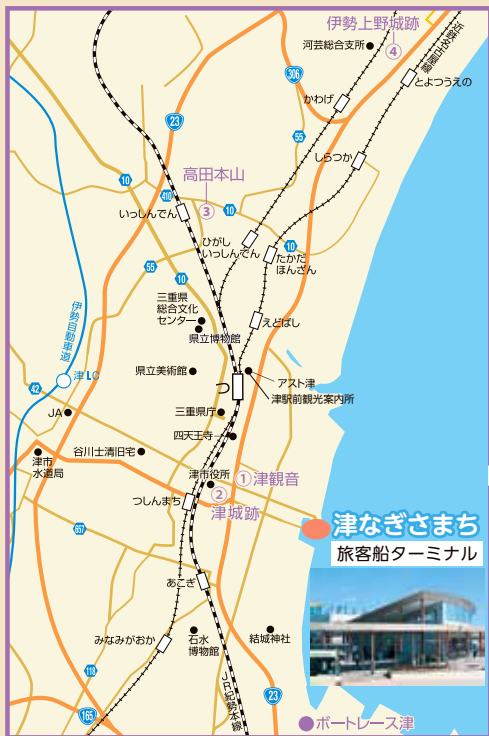 伊勢上野城跡
河芸総合支所
④
近鉄名古屋線
306
とよつうえの
かわげ
23
55
しらつか
高田本山
10
410
③
10
いっしんでん
ひがし
いっしんでん
10
たかだ
ほんざん
55
10
三重県
総合文化
センター
えどばし
県立博物館
伊勢自動車道
津I.C
県立美術館
つ
アスト津
津駅前観光案内所
42
JA
三重県庁
四天王寺
谷川士清旧宅
津市
水道局
津市役所
①津観音
②
津城跡
つしんまち
津なぎさまち
旅客船ターミナル
657
あこぎ
みなみがおか
石水
博物館
結城神社
118
JR紀勢本線
23
165
ボートレース津